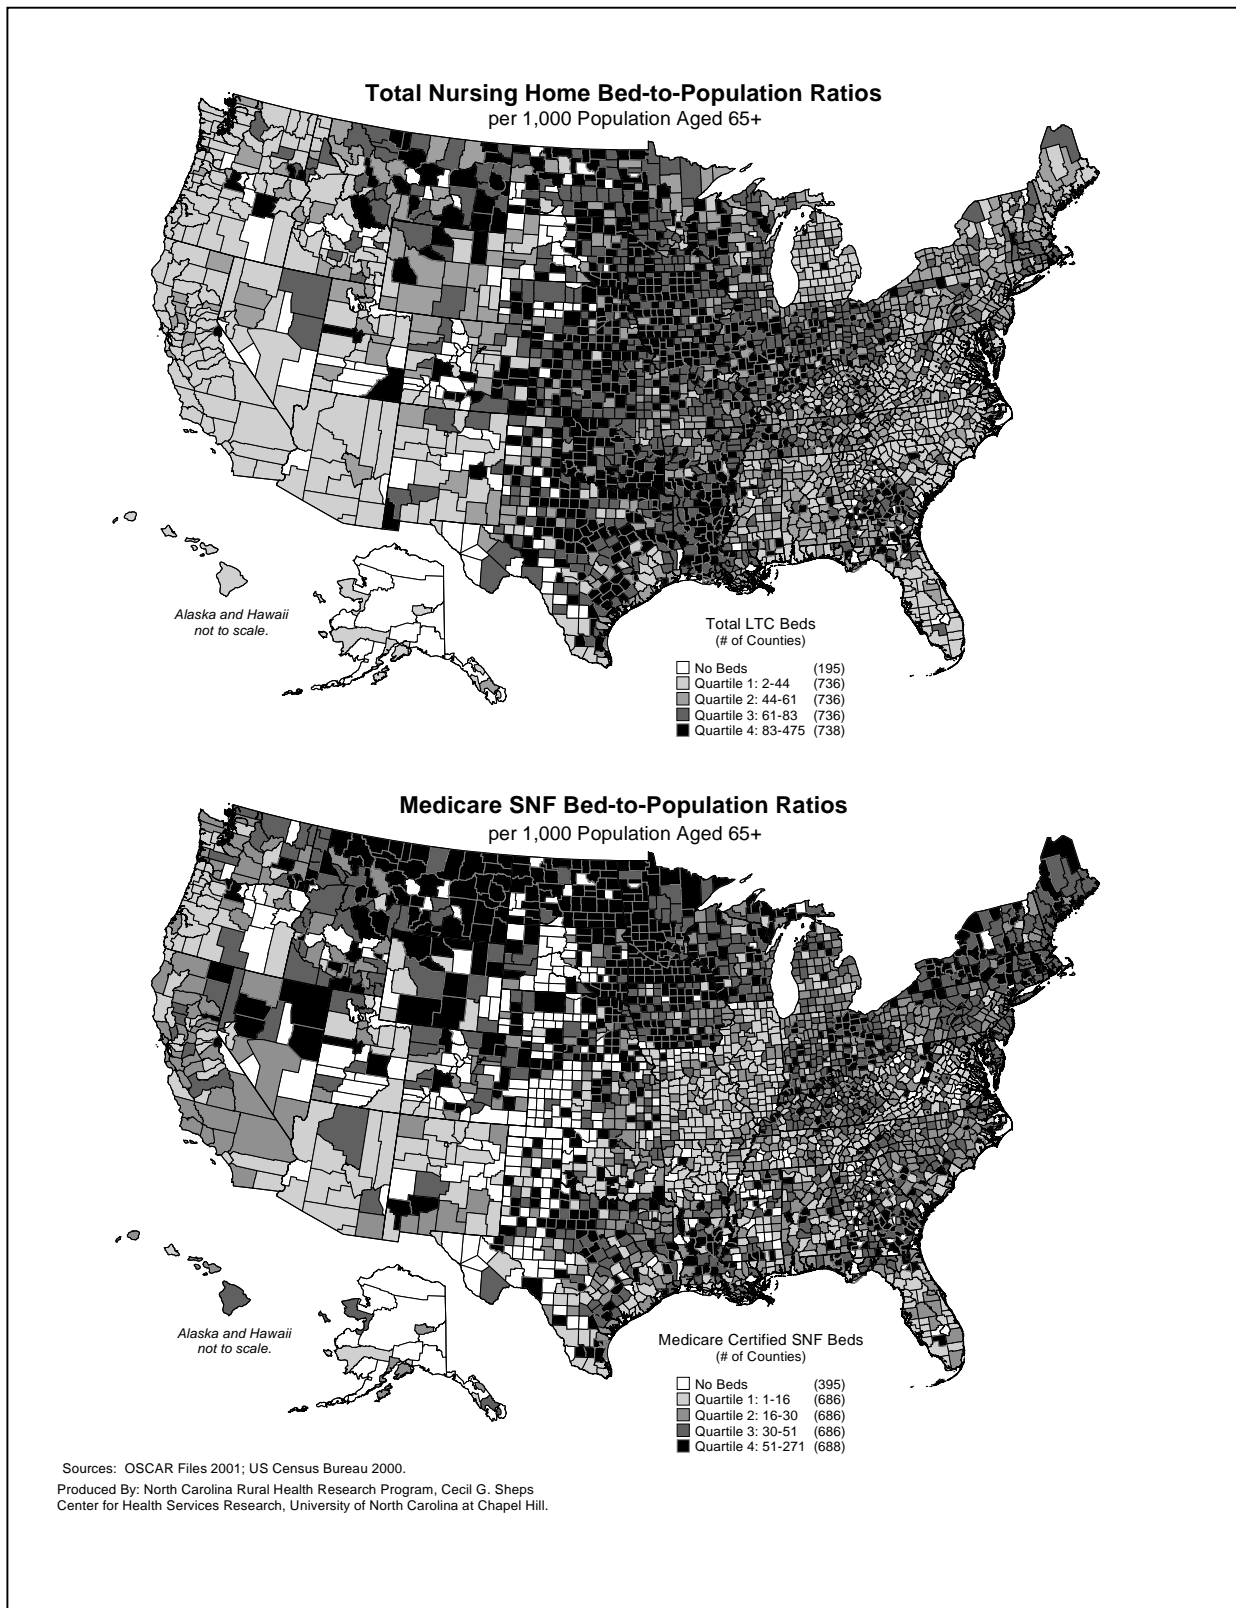 Total Nursing Home Bed-to-Population Ratios
per 1,000 Population Aged 65+
Alaska and Hawaii
not to scale.
Total LTC Beds
(# of Counties)
No Beds (195)
Quartile 1: 2-44 (736)
Quartile 2: 44-61 (736)
Quartile 3: 61-83 (736)
Quartile 4: 83-475 (738)
Medicare SNF Bed-to-Population Ratios
per 1,000 Population Aged 65+
Alaska and Hawaii
not to scale.
Medicare Certified SNF Beds
(# of Counties)
No Beds (395)
Quartile 1: 1-16 (686)
Quartile 2: 16-30 (686)
Quartile 3: 30-51 (686)
Quartile 4: 51-271 (688)
Sources: OSCAR Files 2001; US Census Bureau 2000.
Produced By: North Carolina Rural Health Research Program, Cecil G. Sheps
Center for Health Services Research, University of North Carolina at Chapel Hill.